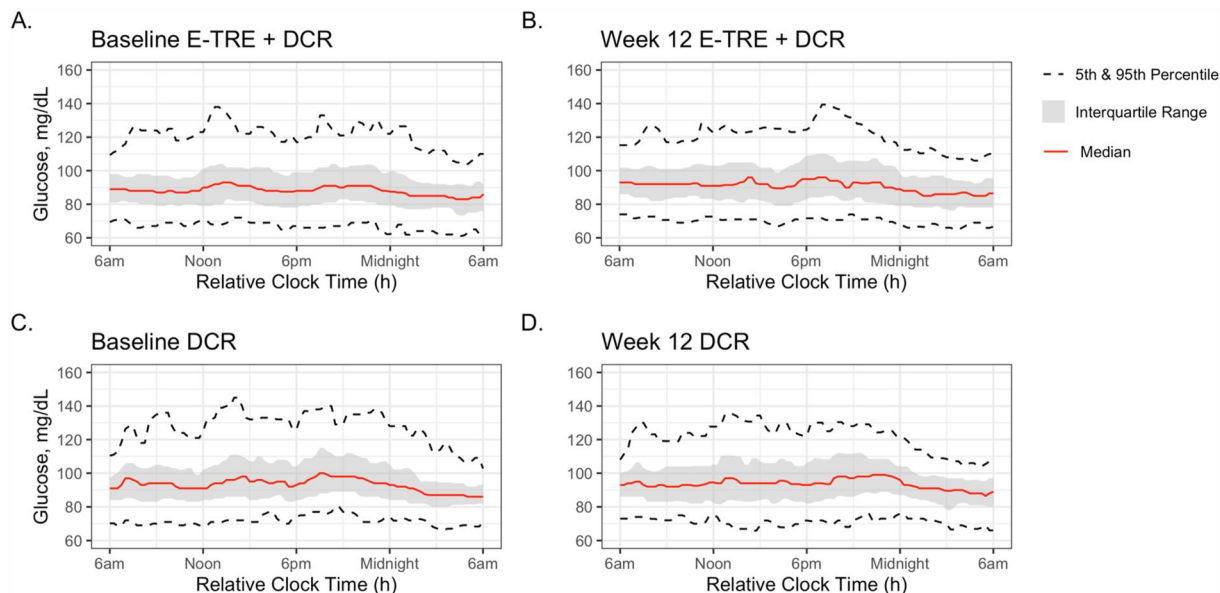 A.
Baseline E-TRE + DCR
160
140
120
100
80
60
Glucose, mg/dL
6am
Noon
6pm
Midnight
6am
Relative Clock Time (h)
B.
Week 12 E-TRE + DCR
160
140
120
100
80
60
6am
Noon
6pm
Midnight
6am
Relative Clock Time (h)
5th & 95th Percentile
Interquartile Range
Median
C.
Baseline DCR
160
140
120
100
80
60
Glucose, mg/dL
6am
Noon
6pm
Midnight
6am
Relative Clock Time (h)
D.
Week 12 DCR
160
140
120
100
80
60
6am
Noon
6pm
Midnight
6am
Relative Clock Time (h)